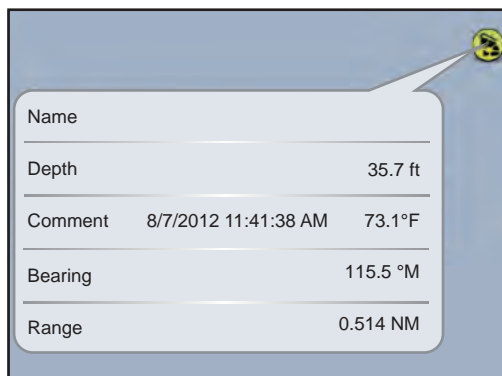 Name
Depth 35.7 ft
Comment 8/7/2012 11:41:38 AM 73.1°F
Bearing 115.5 °M
Range 0.514 NM